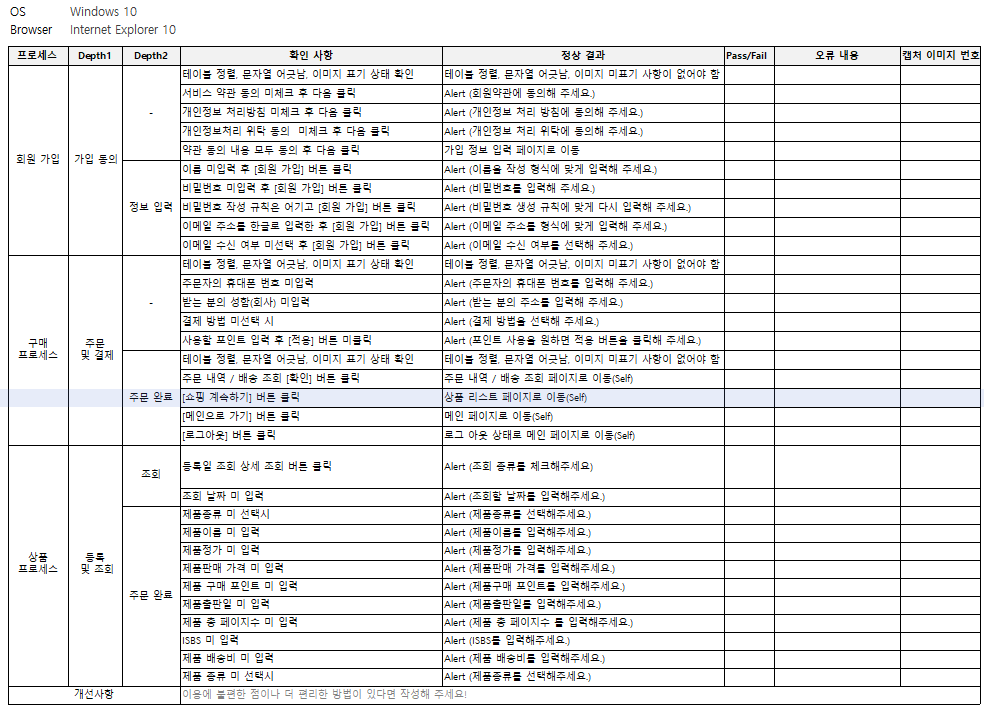 OS Windows 10
Browser Internet Explorer 10
프로세스 Depth1 Depth2 확인 사항 정상 결과 Pass/Fail 오류 내용 캡처 이미지 번호
회원 가입 가입 동의 - 테이블 정렬, 문자열 어긋남, 이미지 표기 상태 확인 테이블 정렬, 문자열 어긋남, 이미지 미표기 사항이 없어야 함
서비스 약관 동의 미체크 후 다음 클릭 Alert (회원약관에 동의해 주세요.)
개인정보 처리방침 미체크 후 다음 클릭 Alert (개인정보 처리 방침에 동의해 주세요.)
개인정보처리 위탁 동의 미체크 후 다음 클릭 Alert (개인정보 처리 위탁에 동의해 주세요.)
약관 동의 내용 모두 동의 후 다음 클릭 가입 정보 입력 페이지로 이동
정보 입력 이름 미입력 후 [회원 가입] 버튼 클릭 Alert (이름을 작성 형식에 맞게 입력해 주세요.)
비밀번호 미입력 후 [회원 가입] 버튼 클릭 Alert (비밀번호를 입력해 주세요.)
비밀번호 작성 규칙은 어기고 [회원 가입] 버튼 클릭 Alert (비밀번호 생성 규칙에 맞게 다시 입력해 주세요.)
이메일 주소를 한글로 입력한 후 [회원 가입] 버튼 클릭 Alert (이메일 주소를 형식에 맞게 입력해 주세요.)
이메일 수신 여부 미선택 후 [회원 가입] 버튼 클릭 Alert (이메일 수신 여부를 선택해 주세요.)
구매 프로세스 주문 및 결제 - 테이블 정렬, 문자열 어긋남, 이미지 표기 상태 확인 테이블 정렬, 문자열 어긋남, 이미지 미표기 사항이 없어야 함
주문자의 휴대폰 번호 미입력 Alert (주문자의 휴대폰 번호를 입력해 주세요.)
받는 분의 성함(회사) 미입력 Alert (받는 분의 주소를 입력해 주세요.)
결제 방법 미선택 시 Alert (결제 방법을 선택해 주세요.)
사용할 포인트 입력 후 [적용] 버튼 미클릭 Alert (포인트 사용을 원하면 적용 버튼을 클릭해 주세요.)
주문 완료 테이블 정렬, 문자열 어긋남, 이미지 표기 상태 확인 테이블 정렬, 문자열 어긋남, 이미지 미표기 사항이 없어야 함
주문 내역 / 배송 조회 [확인] 버튼 클릭 주문 내역 / 배송 조회 페이지로 이동(Self)
[쇼핑 계속하기] 버튼 클릭 상품 리스트 페이지로 이동(Self)
[메인으로 가기] 버튼 클릭 메인 페이지로 이동(Self)
[로그아웃] 버튼 클릭 로그 아웃 상태로 메인 페이지로 이동(Self)
상품 프로세스 등록 및 조회 조회 등록일 조회 상세 조회 버튼 클릭 Alert (조회 종류를 체크해주세요)
조회 날짜 미 입력 Alert (조회할 날짜를 입력해주세요.)
주문 완료 제품종류 미 선택시 Alert (제품종류를 선택해주세요.)
제품이름 미 입력 Alert (제품이름를 입력해주세요.)
제품정가 미 입력 Alert (제품정가를 입력해주세요.)
제품판매 가격 미 입력 Alert (제품판매 가격를 입력해주세요.)
제품 구매 포인트 미 입력 Alert (제품구매 포인트를 입력해주세요.)
제품출판일 미 입력 Alert (제품출판일를 입력해주세요.)
제품 총 페이지수 미 입력 Alert (제품 총 페이지수 를 입력해주세요.)
ISBS 미 입력 Alert (ISBS를 입력해주세요.)
제품 배송비 미 입력 Alert (제품 배송비를 입력해주세요.)
제품 종류 미 선택시 Alert (제품종류를 선택해주세요.)
개선사항 이용에 불편한 점이나 더 편리한 방법이 있다면 작성해 주세요!